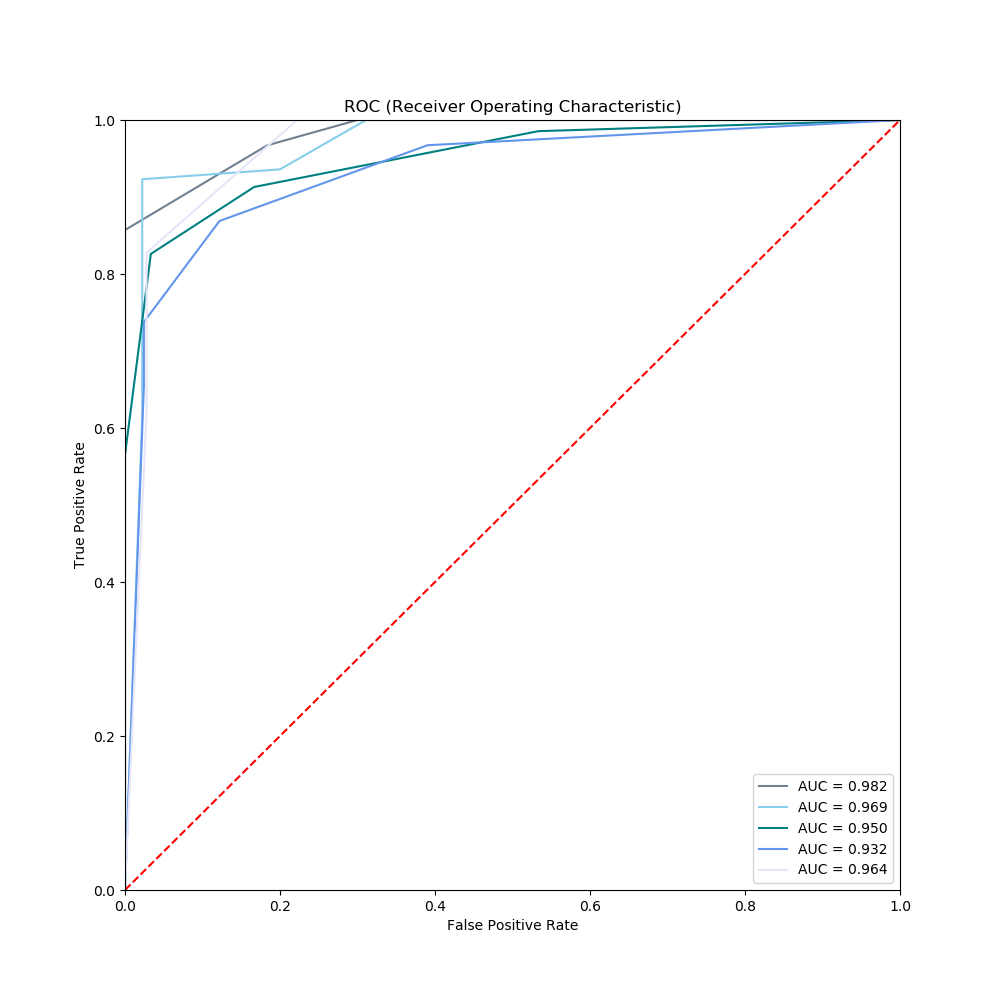 ROC (Receiver Operating Characteristic)
1.0
0.8
0.6
0.4
0.2
0.0
True Positive Rate
0.0 0.2 0.4 0.6 0.8 1.0
False Positive Rate
AUC = 0.982
AUC = 0.969
AUC = 0.950
AUC = 0.932
AUC = 0.964